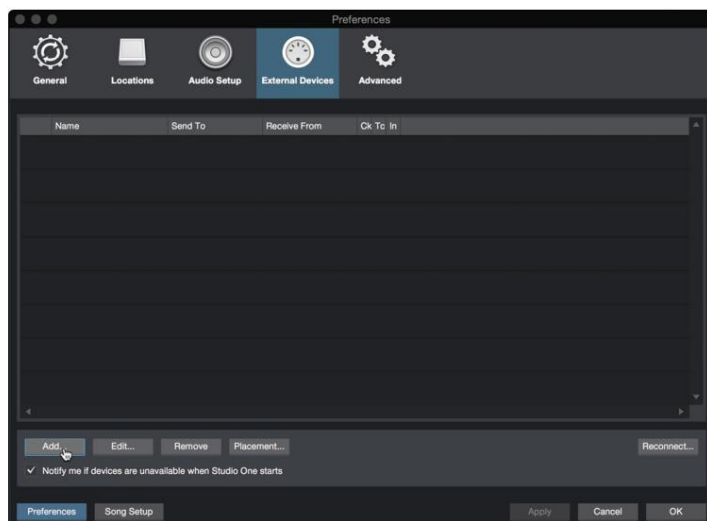 Preferences
General Locations Audio Setup External Devices Advanced
Name Send To Receive From Ck Tc In
Add... Edit... Remove Placement... Reconnect...
Notify me if devices are unavailable when Studio One starts
Preferences Song Setup Apply Cancel OK